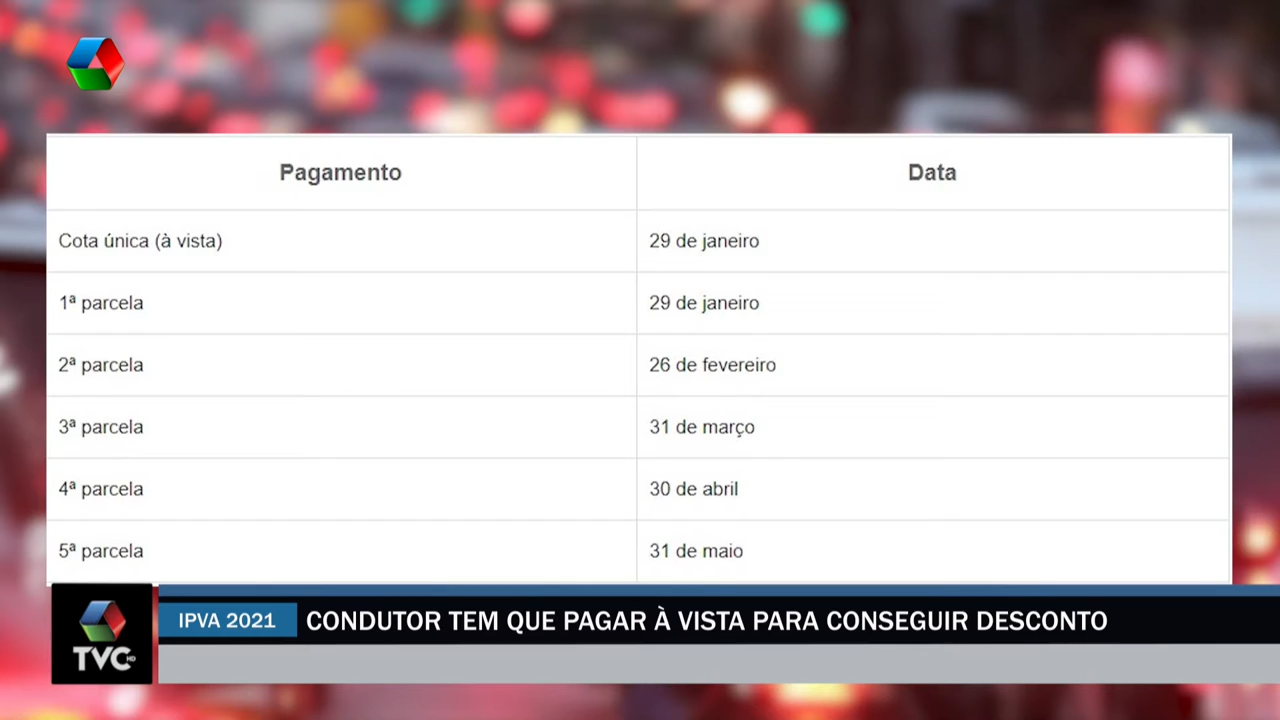 Pagamento Data
Cota única (à vista) 29 de janeiro
1ª parcela 29 de janeiro
2ª parcela 26 de fevereiro
3ª parcela 31 de março
4ª parcela 30 de abril
5ª parcela 31 de maio
IPVA 2021 CONDUTOR TEM QUE PAGAR À VISTA PARA CONSEGUIR DESCONTO
TVC HD